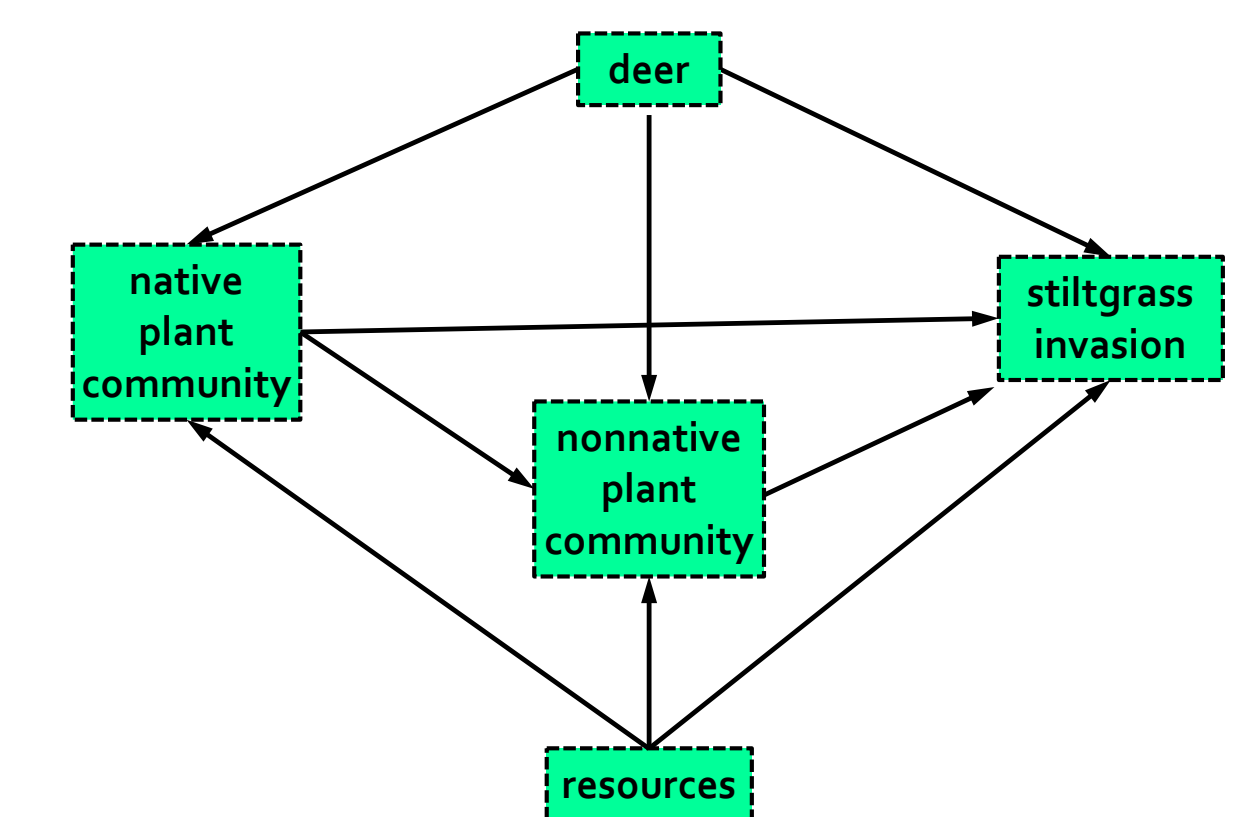 deer
native
plant
community
stiltgrass
invasion
nonnative
plant
community
resources